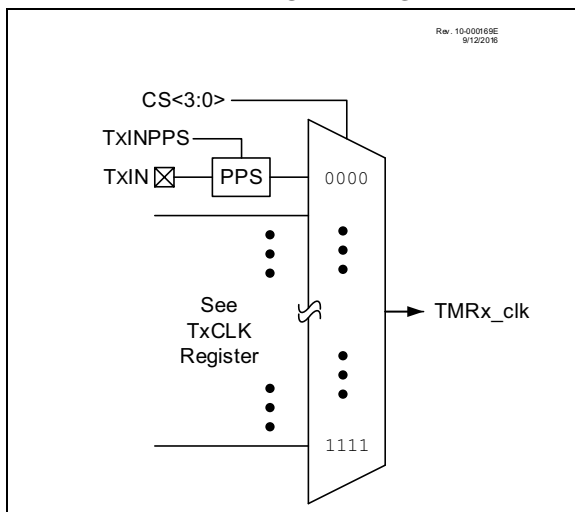 Rev. 10-000169E
9/12/2016
CS<3:0>
TxINPPS
TxIN
PPS
0000
See
TxCLK
Register
TMRx_clk
1111